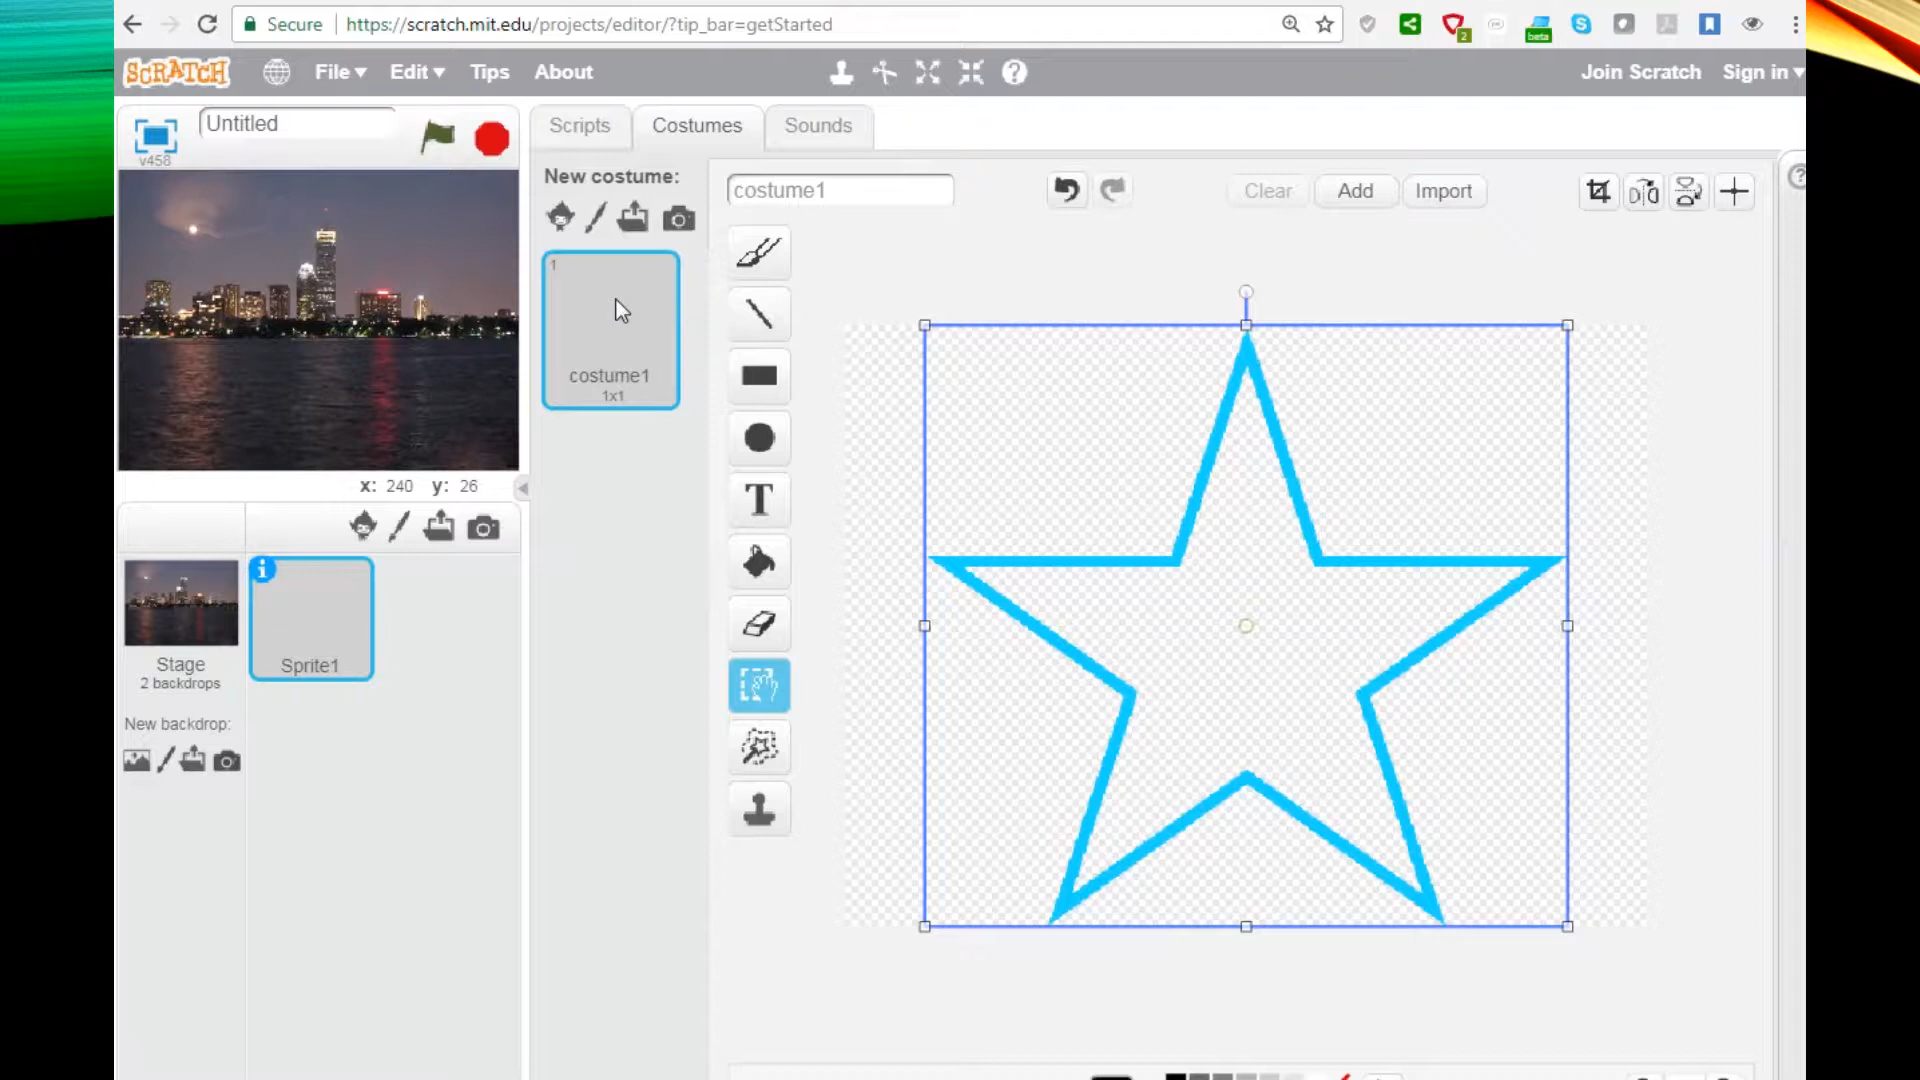 Secure https://scratch.mit.edu/projects/editor/?tip_bar=getStarted
2
beta
SCRATCH File Edit Tips About Join Scratch Sign in
v458 Untitled
Scripts Costumes Sounds
New costume:
costume1 Clear Add Import
1
costume1
1x1
T
x: 240 y: 26
Stage
2 backdrops
Sprite1
New backdrop: